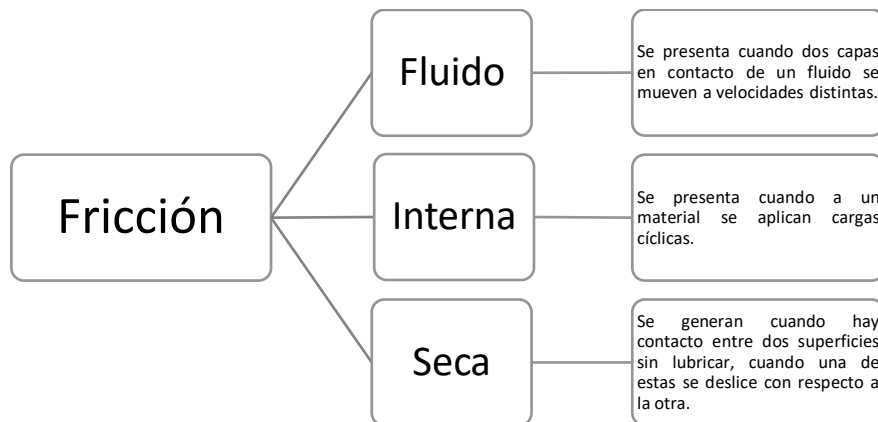 Fricción
Fluido
Se presenta cuando dos capas
en contacto de un fluido se
mueven a velocidades distintas.
Interna
Se presenta cuando a un
material se aplican cargas
cíclicas.
Seca
Se generan cuando hay
contacto entre dos superficies
sin lubricar, cuando una de
estas se deslice con respecto a
la otra.